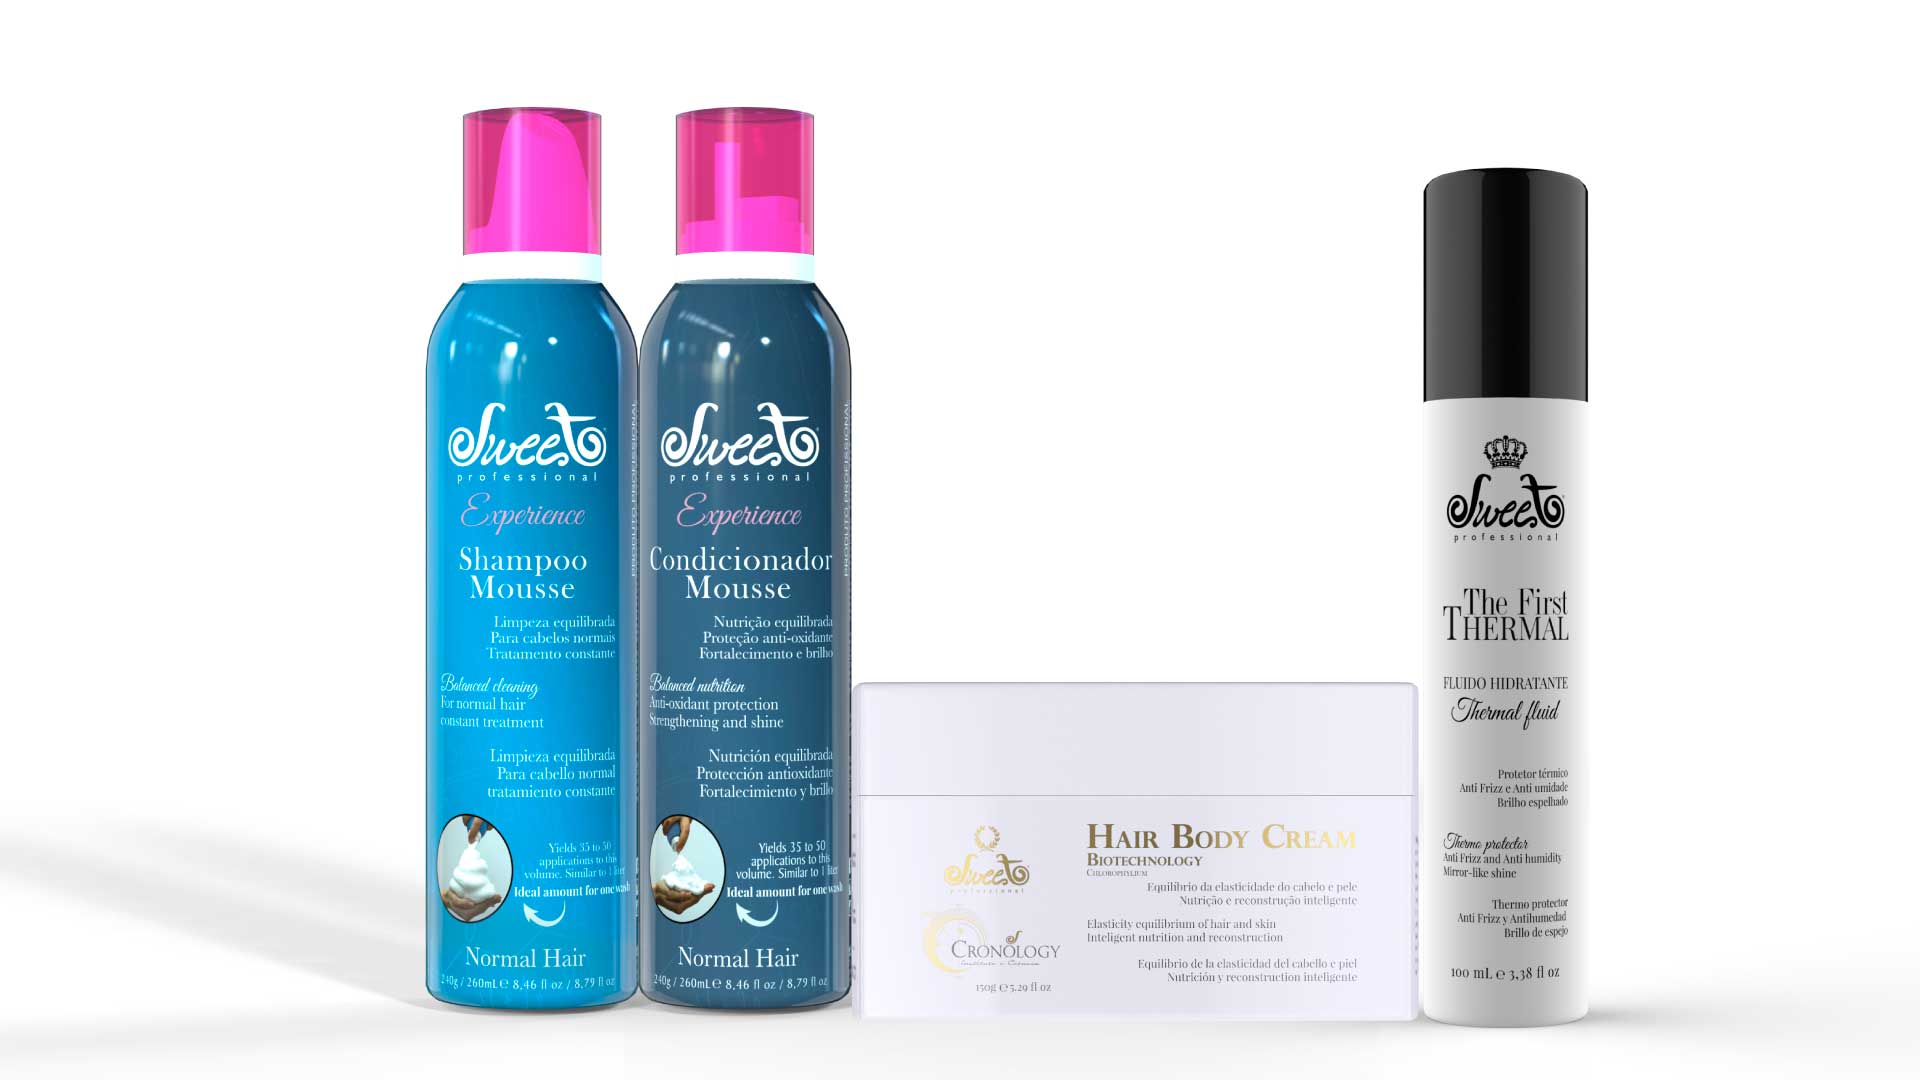 Sweet
professional
Experience
Shampoo
Mousse
Limpeza equilibrada
Para cabelos normais
Tratamento constante
Balanced cleaning
For normal hair
constant treatment
Limpieza equilibrada
Para cabello normal
tratamiento constante
Yields 35 to 50
applications to this
volume. Similar to 1 liter
Ideal amount for one wash
Normal Hair
240g / 260mL e 8,46 fl oz / 8,79 fl oz
PRODUTO PROFISSIONAL
Sweet
professional
Experience
Condicionador
Mousse
Nutrição equilibrada
Proteção anti-oxidante
Fortalecimento e brilho
Balanced nutrition
Anti-oxidant protection
Strengthening and shine
Nutrición equilibrada
Protección antioxidante
Fortalecimiento y brillo
Yields 35 to 50
applications to this
volume. Similar to 1 liter
Ideal amount for one wash
Normal Hair
240g / 260mL e 8,46 fl oz / 8,79 fl oz
PRODUTO PROFISSIONAL
Sweet
professional
CRONOLOGY
150g e 5.29 fl oz
HAIR BODY CREAM
BIOTECHNOLOGY
CHLOROPHYLIUM
Equilíbrio da elasticidade do cabelo e pele
Nutrição e reconstrução inteligente
Elasticity equilibrium of hair and skin
Inteligent nutrition and reconstruction
Equilibrio de la elasticidad del cabello e piel
Nutrición y reconstruction inteligente
Sweet
professional
The First
THERMAL
FLUIDO HIDRATANTE
Thermal fluid
Protetor térmico
Anti Frizz e Anti umidade
Brilho espelhado
Thermo protector
Anti Frizz and Anti humidity
Mirror-like shine
Thermo protector
Anti Frizz y Antihumedad
Brillo de espejo
100 mL e 3,38 fl oz